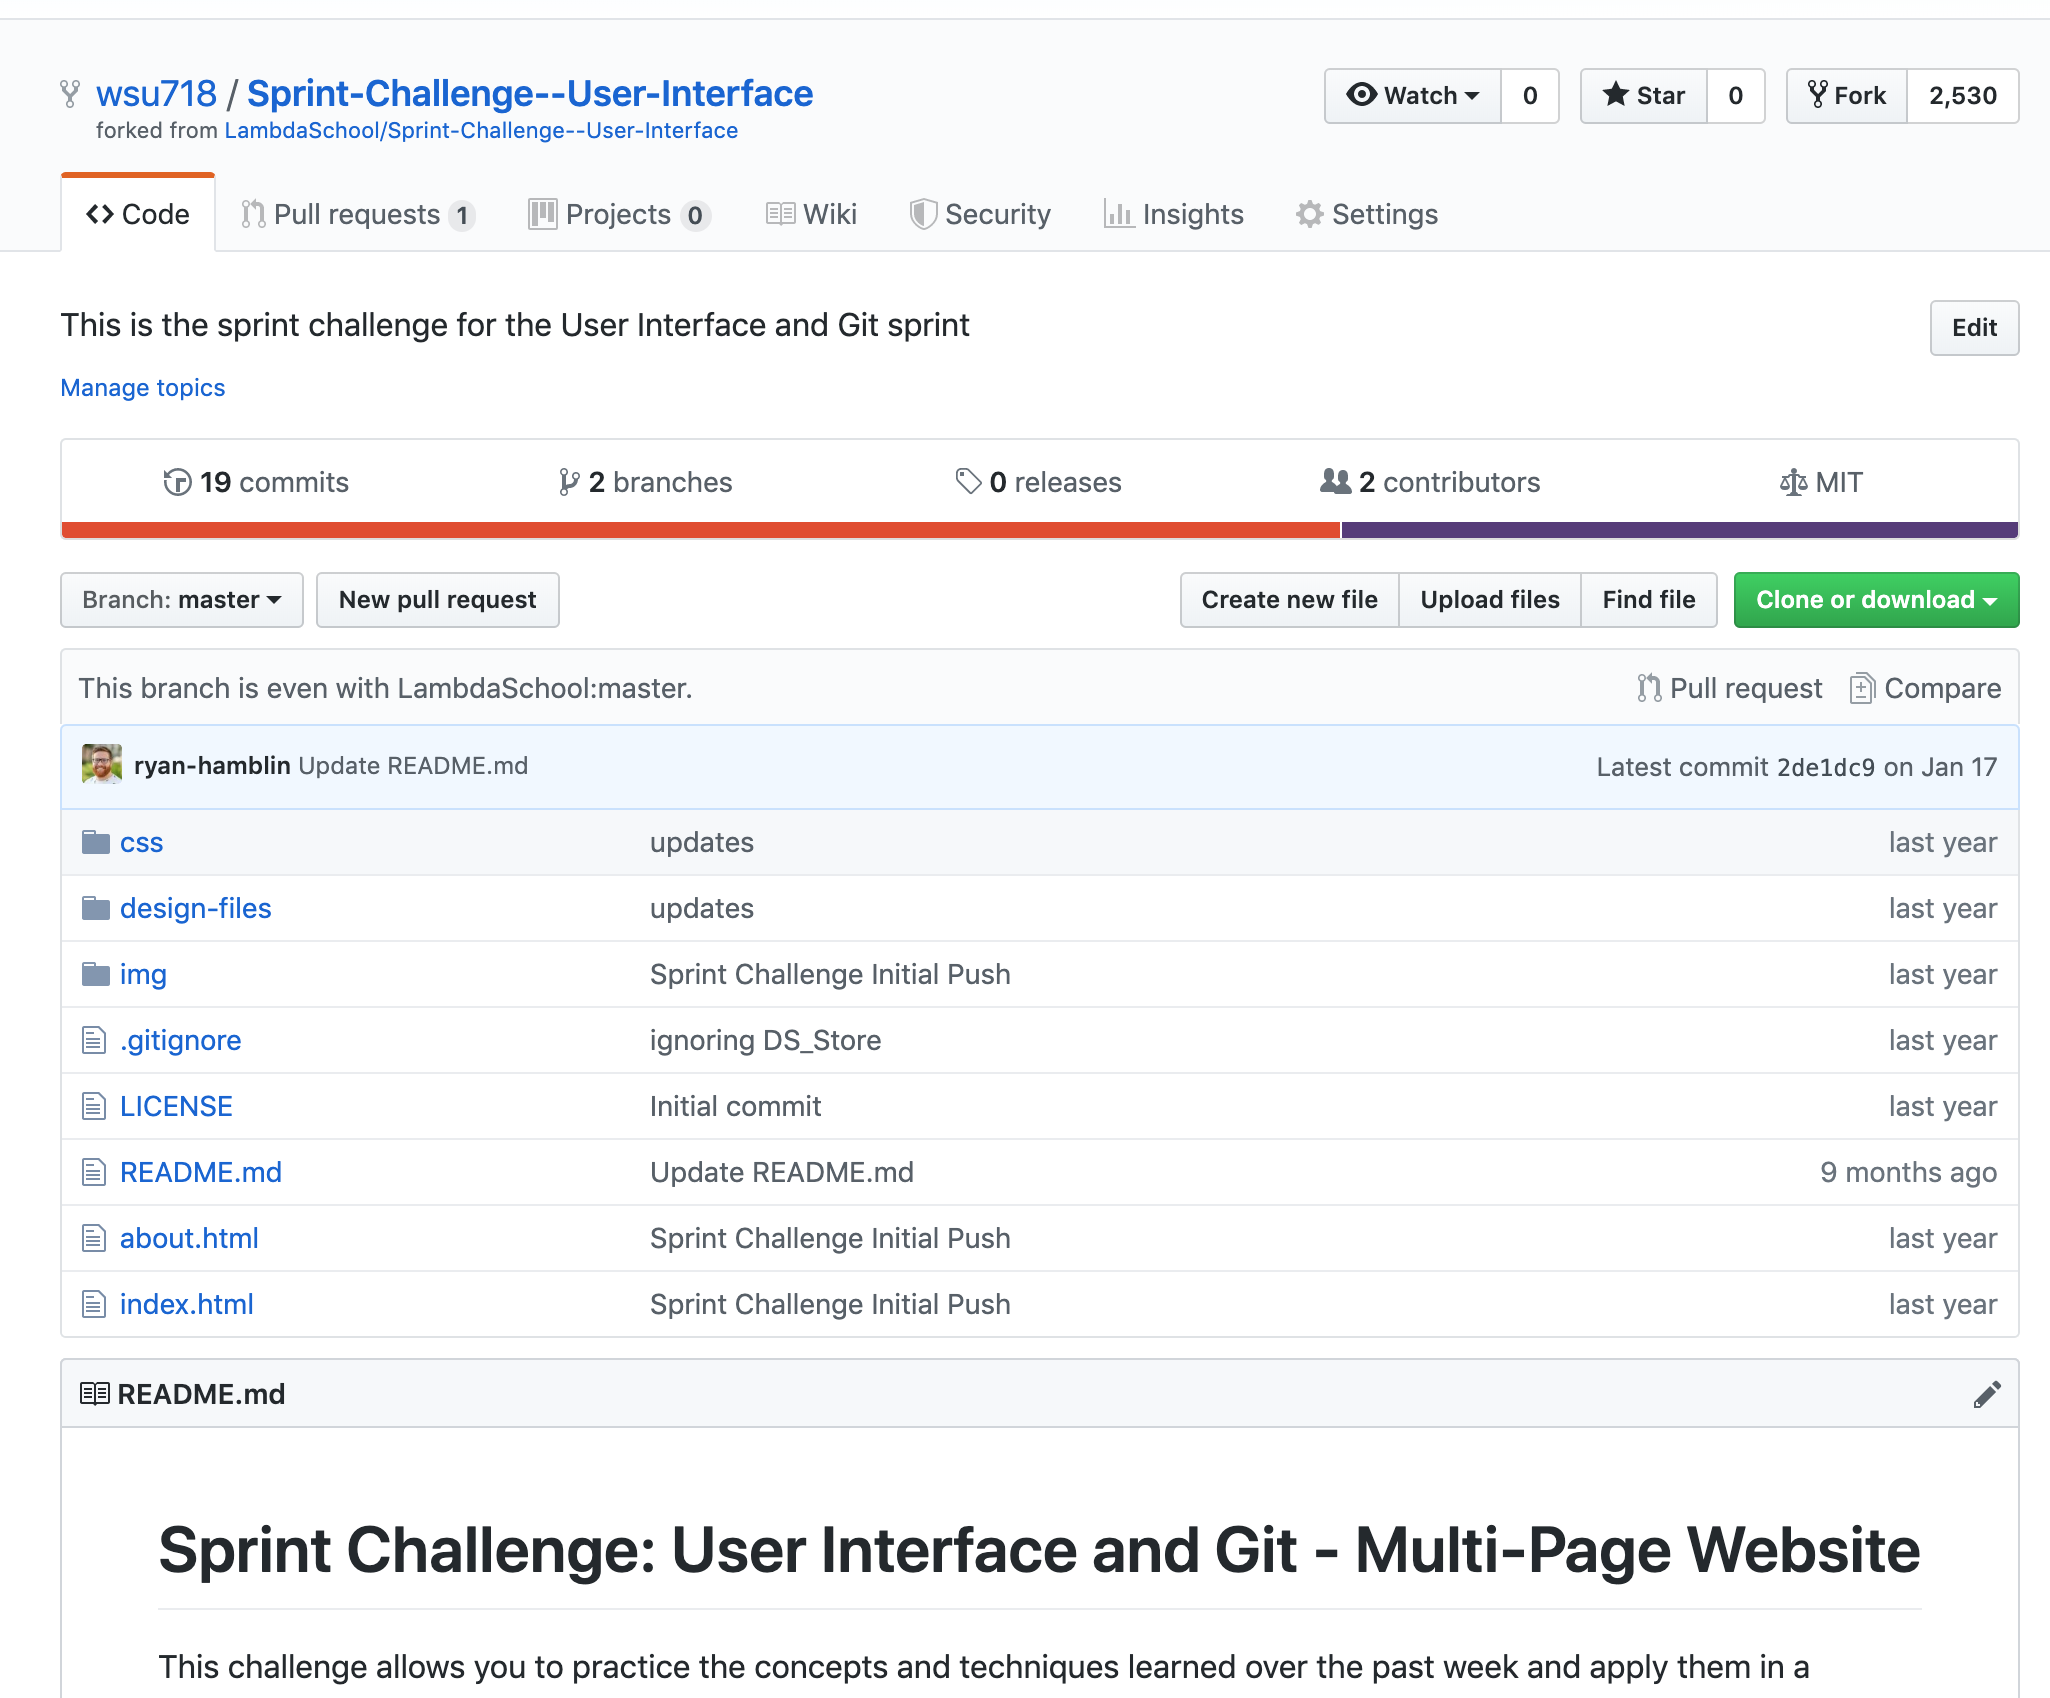 wsu718 / Sprint-Challenge--User-Interface
forked from LambdaSchool/Sprint-Challenge--User-Interface
Watch 0 Star 0 Fork 2,530
Code Pull requests 1 Projects 0 Wiki Security Insights Settings
This is the sprint challenge for the User Interface and Git sprint
Edit
Manage topics
19 commits 2 branches 0 releases 2 contributors MIT
Branch: master New pull request Create new file Upload files Find file Clone or download
This branch is even with LambdaSchool:master. Pull request Compare
ryan-hamblin Update README.md Latest commit 2de1dc9 on Jan 17
css updates last year
design-files updates last year
img Sprint Challenge Initial Push last year
.gitignore ignoring DS_Store last year
LICENSE Initial commit last year
README.md Update README.md 9 months ago
about.html Sprint Challenge Initial Push last year
index.html Sprint Challenge Initial Push last year
README.md
Sprint Challenge: User Interface and Git - Multi-Page Website
This challenge allows you to practice the concepts and techniques learned over the past week and apply them in a